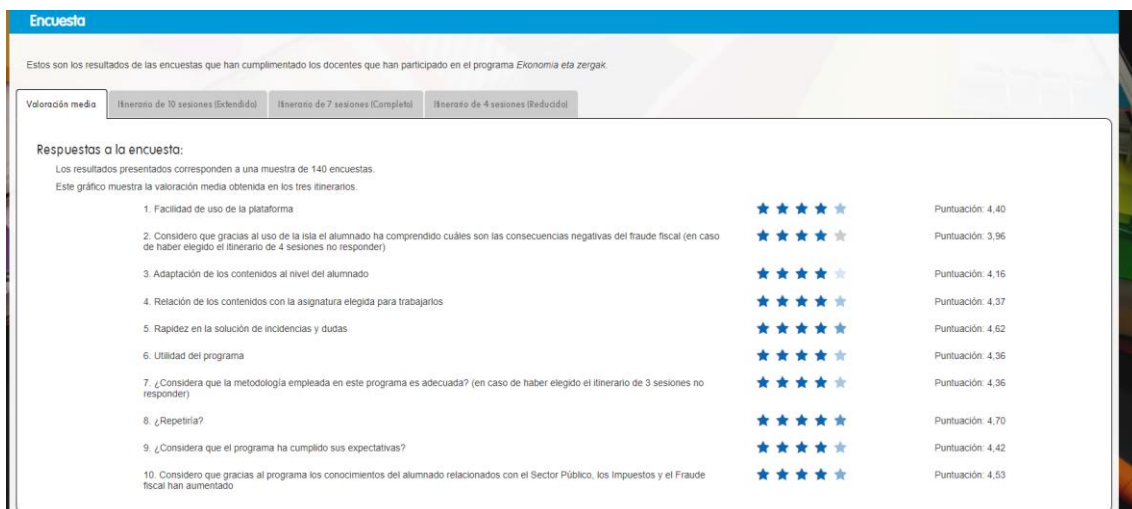 Encuesta
Estos son los resultados de las encuestas que han cumplimentado los docentes que han participado en el programa Ekonomia eta zergak.
Valoración media
Itinerario de 10 sesiones (Extendido)
Itinerario de 7 sesiones (Completo)
Itinerario de 4 sesiones (Reducido)
Respuestas a la encuesta:
Los resultados presentados corresponden a una muestra de 140 encuestas.
Este gráfico muestra la valoración media obtenida en los tres itinerarios.
1. Facilidad de uso de la plataforma
Puntuación: 4,40
2. Considero que gracias al uso de la isla el alumnado ha comprendido cuáles son las consecuencias negativas del fraude fiscal (en caso
de haber elegido el itinerario de 4 sesiones no responder)
Puntuación: 3,96
3. Adaptación de los contenidos al nivel del alumnado
Puntuación: 4,16
4. Relación de los contenidos con la asignatura elegida para trabajarlos
Puntuación: 4,37
5. Rapidez en la solución de incidencias y dudas
Puntuación: 4,62
6. Utilidad del programa
Puntuación: 4,36
7. ¿Considera que la metodología empleada en este programa es adecuada? (en caso de haber elegido el itinerario de 3 sesiones no
responder)
Puntuación: 4,36
8. ¿Repetiría?
Puntuación: 4,70
9. ¿Considera que el programa ha cumplido sus expectativas?
Puntuación: 4,42
10. Considero que gracias al programa los conocimientos del alumnado relacionados con el Sector Público, los Impuestos y el Fraude
fiscal han aumentado
Puntuación: 4,53